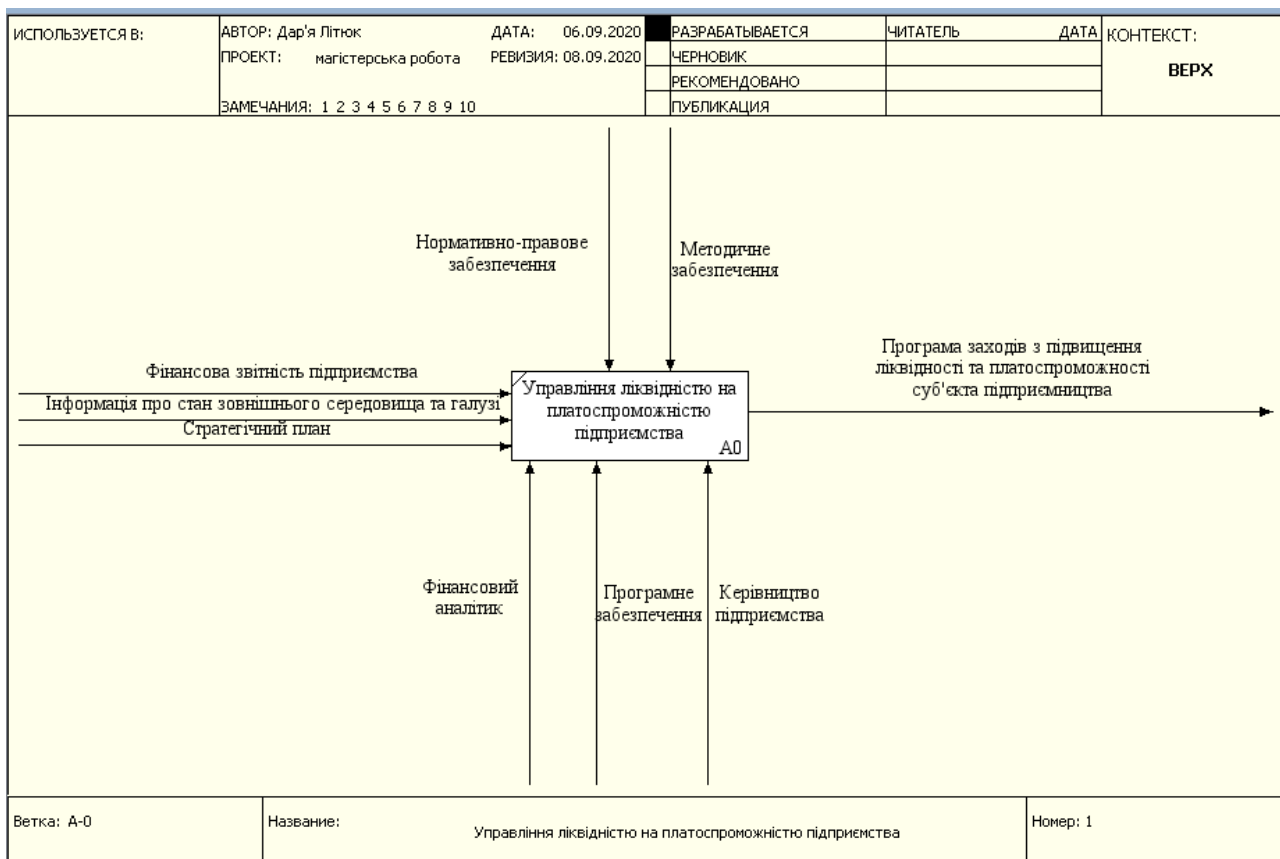 ИСПОЛЬЗУЕТСЯ В:
АВТОР: Дар'я Літюк
ДАТА: 06.09.2020
ПРОЕКТ: магістерська робота
РЕВИЗИЯ: 08.09.2020
ЗАМЕЧАНИЯ: 1 2 3 4 5 6 7 8 9 10
РАЗРАБАТЫВАЕТСЯ
ЧЕРНОВИК
РЕКОМЕНДОВАНО
ПУБЛИКАЦИЯ
ЧИТАТЕЛЬ
ДАТА
КОНТЕКСТ:
ВЕРХ
Нормативно-правове
забезпечення
Методичне
забезпечення
Фінансова звітність підприємства
Інформація про стан зовнішнього середовища та галузі
Стратегічний план
Управління ліквідністю на
платоспроможністю
підприємства
A0
Програма заходів з підвищення
ліквідності та платоспроможності
суб'єкта підприємництва
Фінансовий
аналітик
Програмне
забезпечення
Керівництво
підприємства
Ветка: A-0
Название:
Управління ліквідністю на платоспроможністю підприємства
Номер: 1